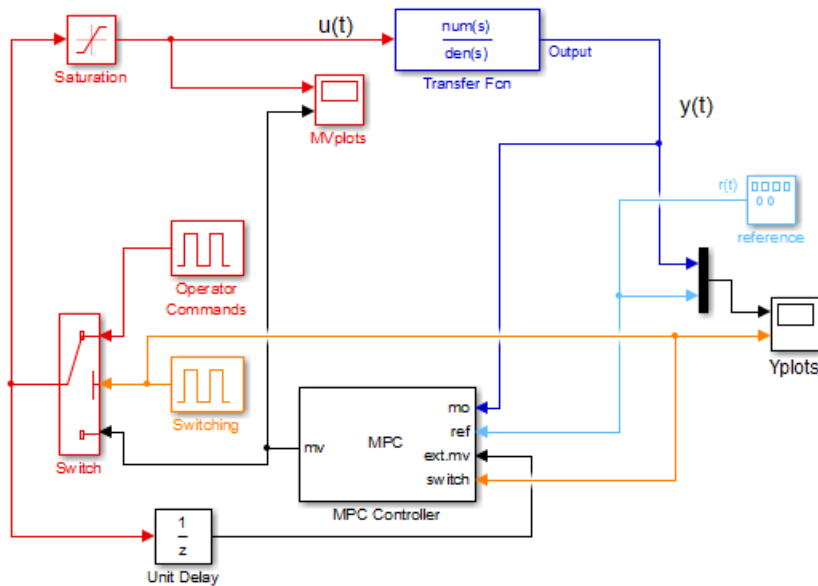 u(t)
num(s)
den(s)
Output
Saturation
Transfer Fcn
MVplots
y(t)
r(t)
reference
Operator
Commands
Yplots
Switching
mo
ref
mv
MPC
ext.mv
switch
Switch
MPC Controller
1
z
Unit Delay